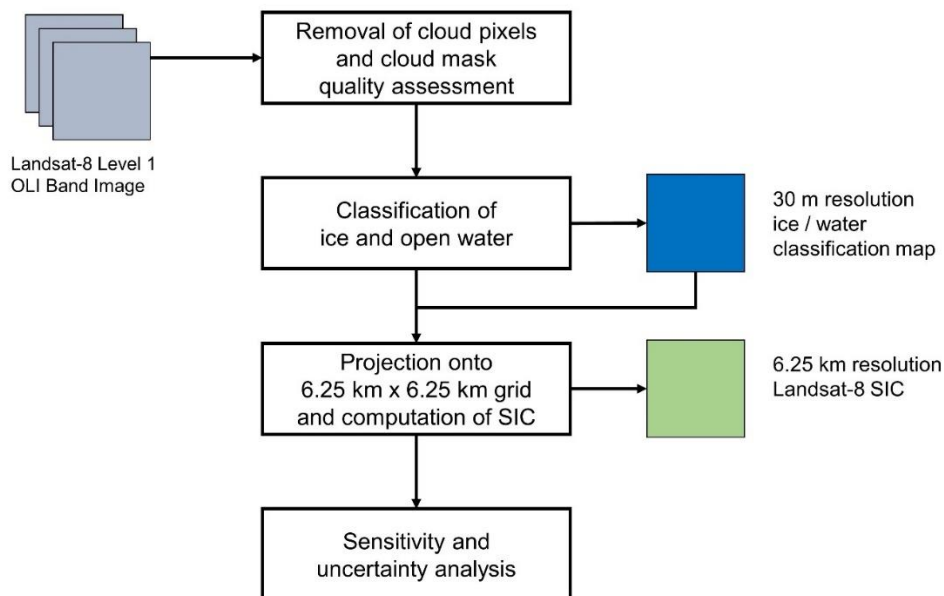 Removal of cloud pixels
and cloud mask
quality assessment
Landsat-8 Level 1
OLI Band Image
Classification of
ice and open water
30 m resolution
ice / water
classification map
Projection onto
6.25 km x 6.25 km grid
and computation of SIC
6.25 km resolution
Landsat-8 SIC
Sensitivity and
uncertainty analysis